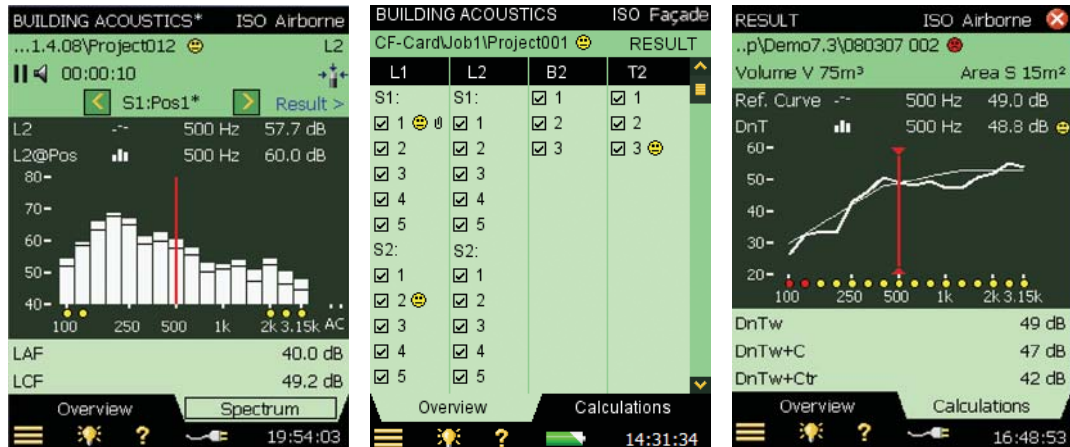 BUILDING ACOUSTICS* ISO Airborne
...1.4.08\Project012 L2
00:00:10
S1:Pos1* Result >
L2 500 Hz 57.7 dB
L2@Pos 500 Hz 60.0 dB
80-
70-
60-
50-
40-
100 250 500 1k 2k 3.15k AC
LAF 40.0 dB
LCF 49.2 dB
Overview Spectrum
? 19:54:03
BUILDING ACOUSTICS ISO Façade
CF-Card\Job1\Project001 RESULT
L1 L2 B2 T2
S1: S1: 1 1
1 1 2 2
2 2 3 3
3 3
4 4
5 5
S2: S2:
1 1
2 2
3 3
4 4
5 5
Overview Calculations
? 14:31:34
RESULT ISO Airborne
..p\Demo7.3\080307 002
Volume V 75m³ Area S 15m²
Ref. Curve 500 Hz 49.0 dB
DnT 500 Hz 48.8 dB
60-
50-
40-
30-
20-
100 250 500 1k 2k 3.15k
DnTw 49 dB
DnTw+C 47 dB
DnTw+Ctr 42 dB
Overview Calculations
? 16:48:53